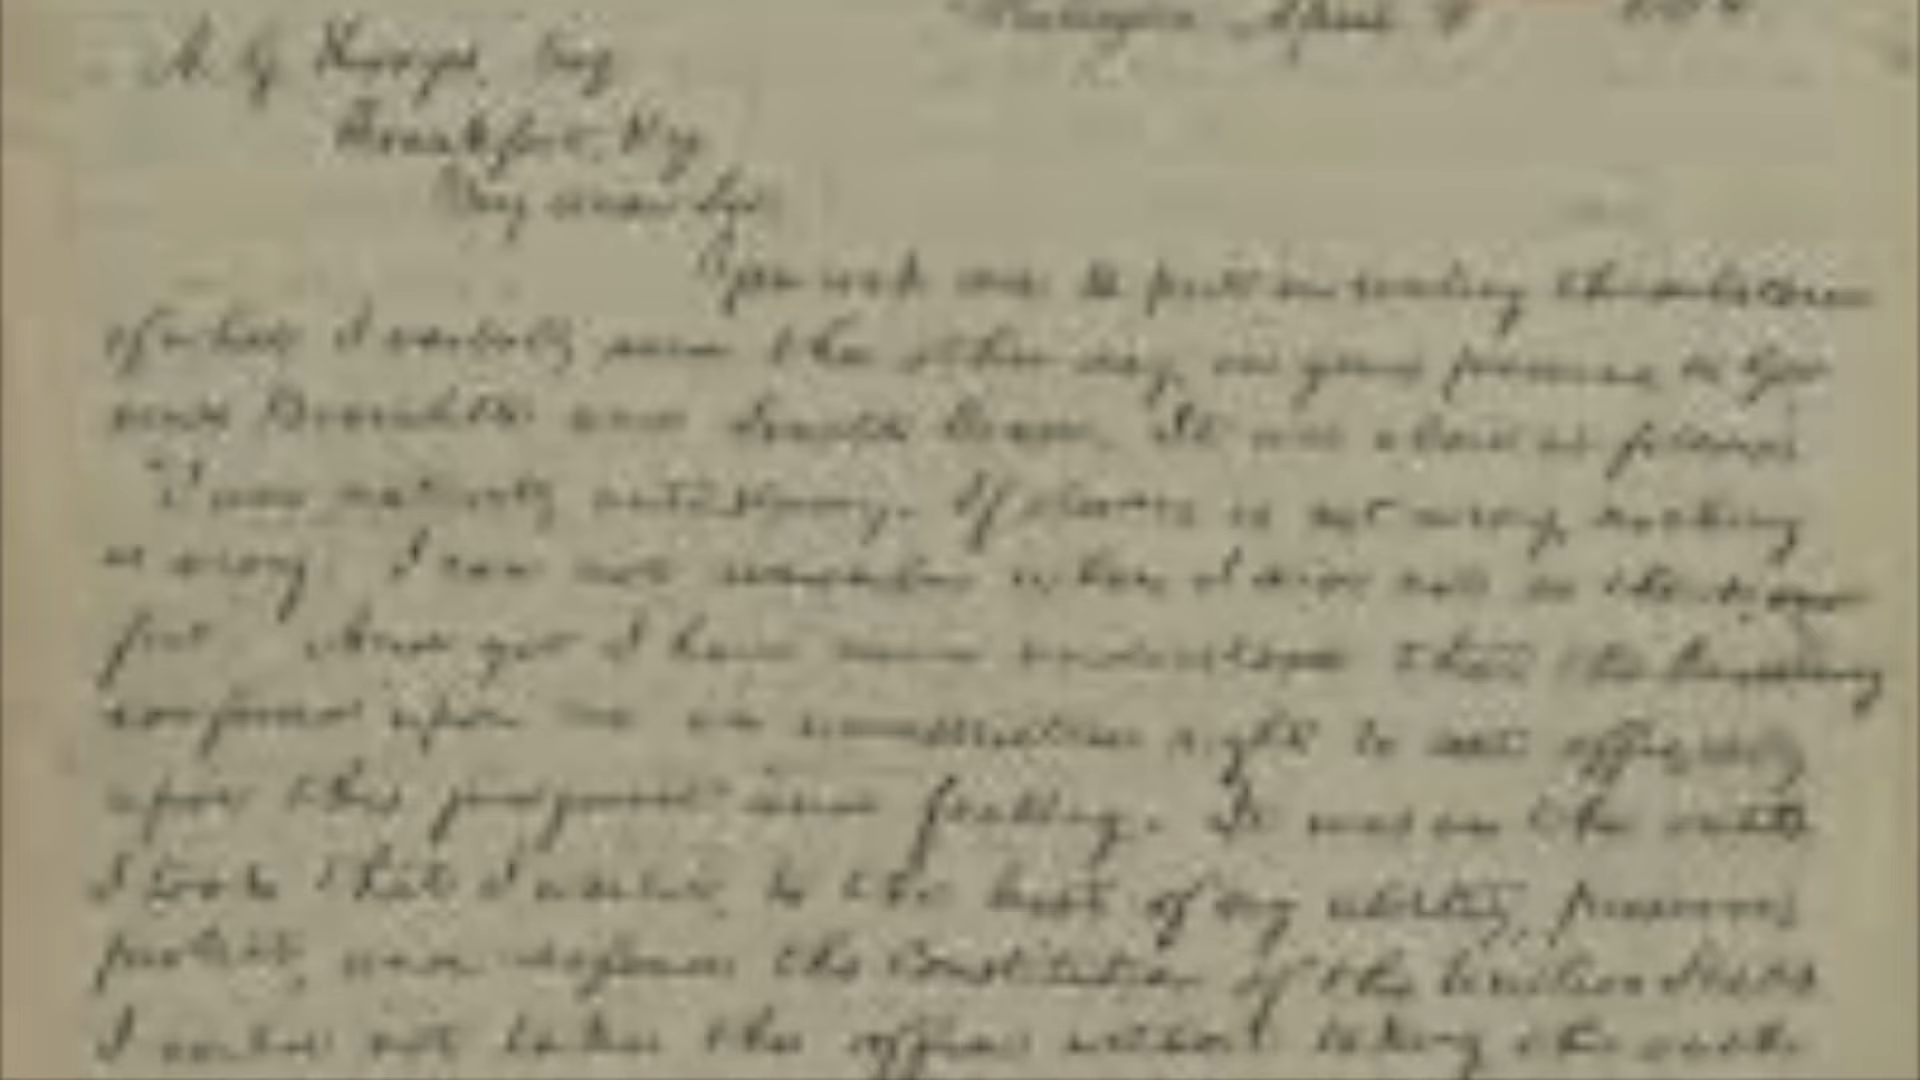 Washington, April 4
A. G. Hodges, Esq
Frankfort, Ky.
My dear Sir:
You ask me to put in writing the substance
of what I verbally said the other day, in your presence, to Gov
ernor Bramlette and Senator Dixon. It was about as follows:
"I am naturally anti-slavery. If slavery is not wrong, nothing
is wrong. I can not remember when I did not so think, and
feel. And yet I have never understood that the Presidency
conferred upon me an unrestricted right to act officially
upon this judgment and feeling. It was in the oath
I took that I would, to the best of my ability, preserve,
protect, and defend the Constitution of the United States.
I could not take the office without taking the oath.